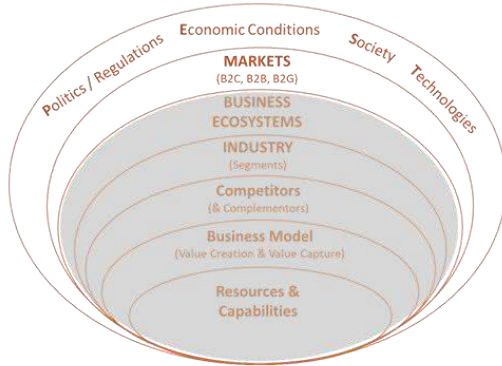 Politics / Regulations
Economic Conditions
Society
Technologies
MARKETS
(B2C, B2B, B2G)
BUSINESS
ECOSYSTEMS
INDUSTRY
(Segments)
Competitors
(& Complementors)
Business Model
(Value Creation & Value Capture)
Resources &
Capabilities